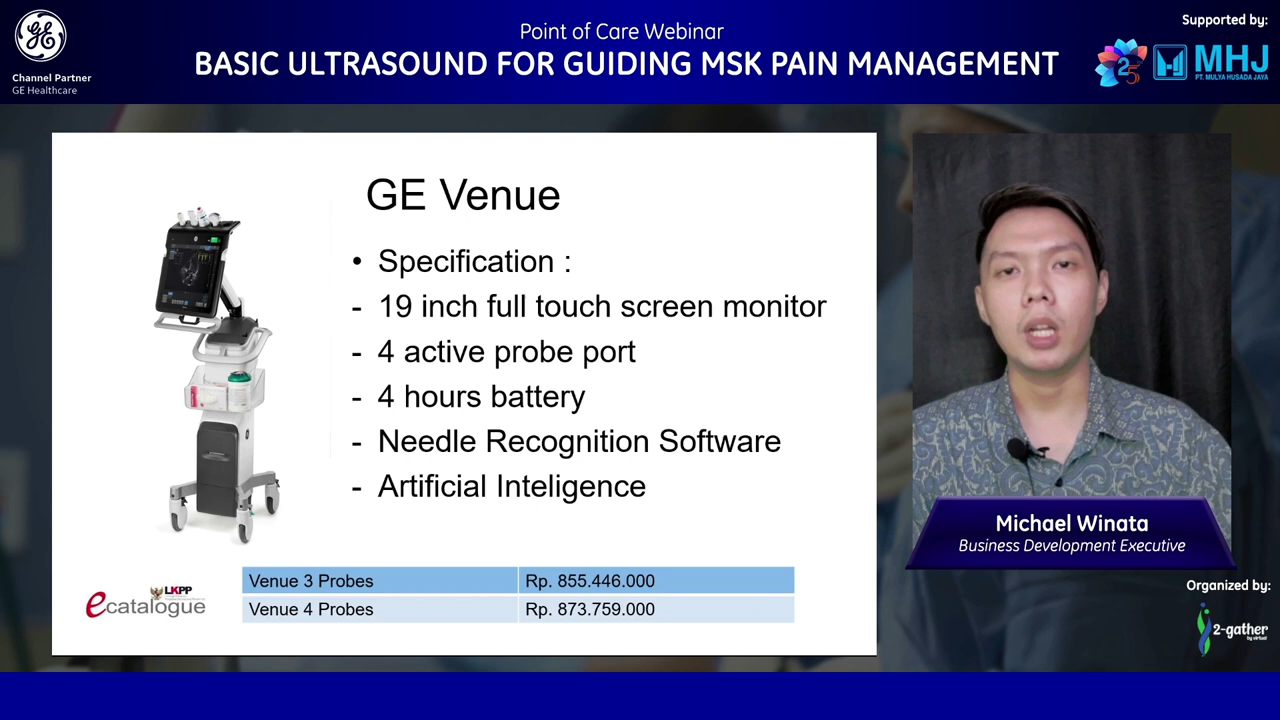 Point of Care Webinar
BASIC ULTRASOUND FOR GUIDING MSK PAIN MANAGEMENT
Channel Partner
GE Healthcare
Supported by:
25
MHJ
PT. MULYA HUSADA JAYA
GE Venue
• Specification :
- 19 inch full touch screen monitor
- 4 active probe port
- 4 hours battery
- Needle Recognition Software
- Artificial Inteligence
LKPP
ecatalogue
Venue 3 Probes Rp. 855.446.000
Venue 4 Probes Rp. 873.759.000
Michael Winata
Business Development Executive
Organized by:
2-gather
by virtual